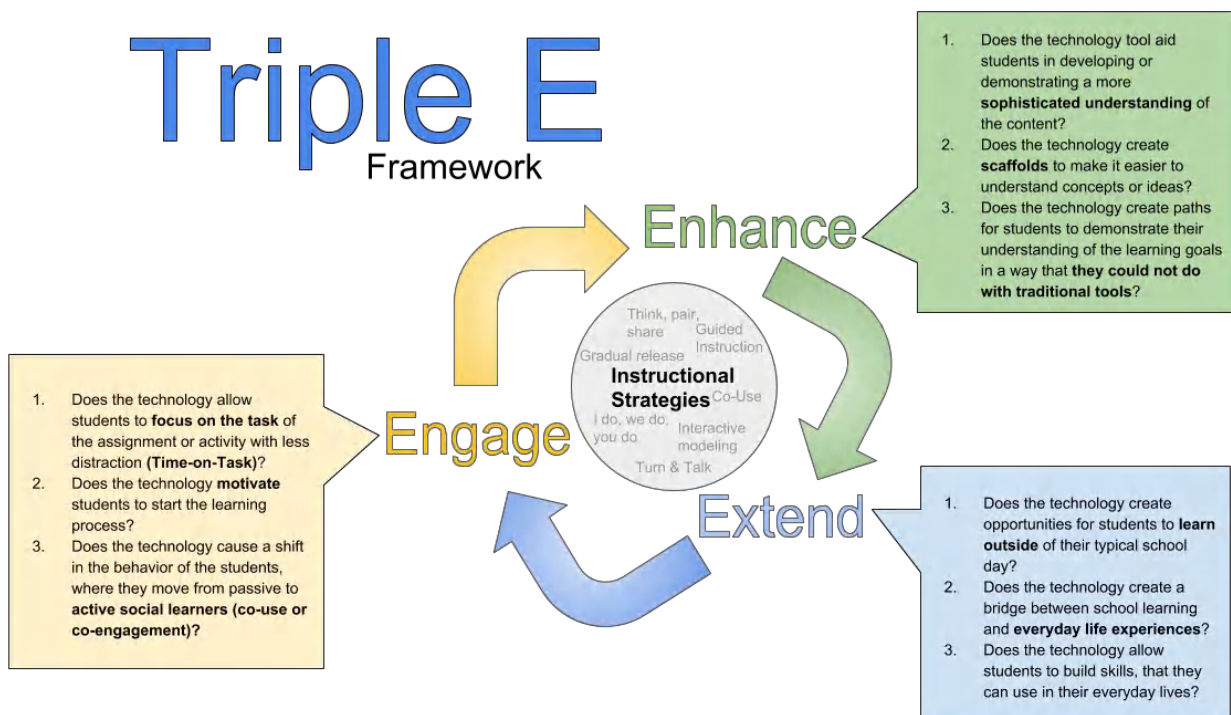 Triple E
Framework
1. Does the technology tool aid
students in developing or
demonstrating a more
sophisticated understanding of
the content?
2. Does the technology create
scaffolds to make it easier to
understand concepts or ideas?
3. Does the technology create paths
for students to demonstrate their
understanding of the learning goals
in a way that they could not do
with traditional tools?
Enhance
Think, pair,
share
Guided
Instruction
Gradual release
Instructional
Strategies
Co-Use
I do, we do,
you do
Interactive
modeling
Turn & Talk
Engage
1. Does the technology allow
students to focus on the task of
the assignment or activity with less
distraction (Time-on-Task)?
2. Does the technology motivate
students to start the learning
process?
3. Does the technology cause a shift
in the behavior of the students,
where they move from passive to
active social learners (co-use or
co-engagement)?
Extend
1. Does the technology create
opportunities for students to learn
outside of their typical school
day?
2. Does the technology create a
bridge between school learning
and everyday life experiences?
3. Does the technology allow
students to build skills, that they
can use in their everyday lives?